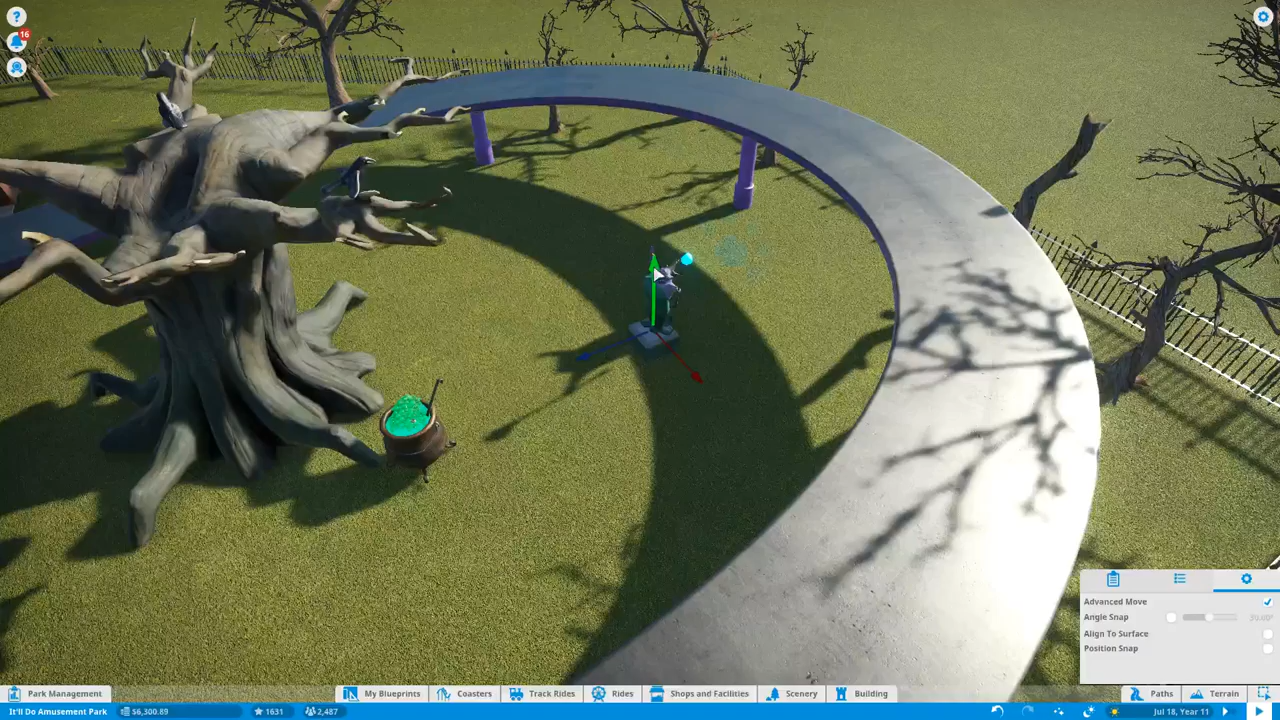 ?
16
Advanced Move
Angle Snap
Align To Surface
Position Snap
Park Management
My Blueprints
Coasters
Track Rides
Rides
Shops and Facilities
Scenery
Building
Paths
Terrain
It'll Do Amusement Park
$6,300.89
1631
2,487
Jul 18, Year 11